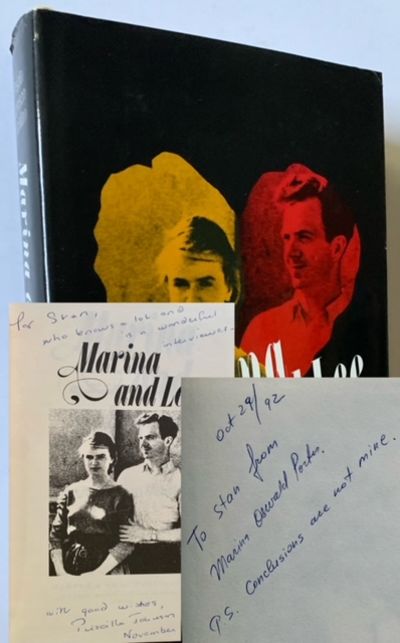 Marina
For Stan,
who knows a lot and
is a wonderful
interviewer.
Marina
and Le
Oct 29/92
To Stan from
Marina Oswald Porter.
P.S. Conclusions are not mine.
with good wishes,
Priscilla Johnson
November